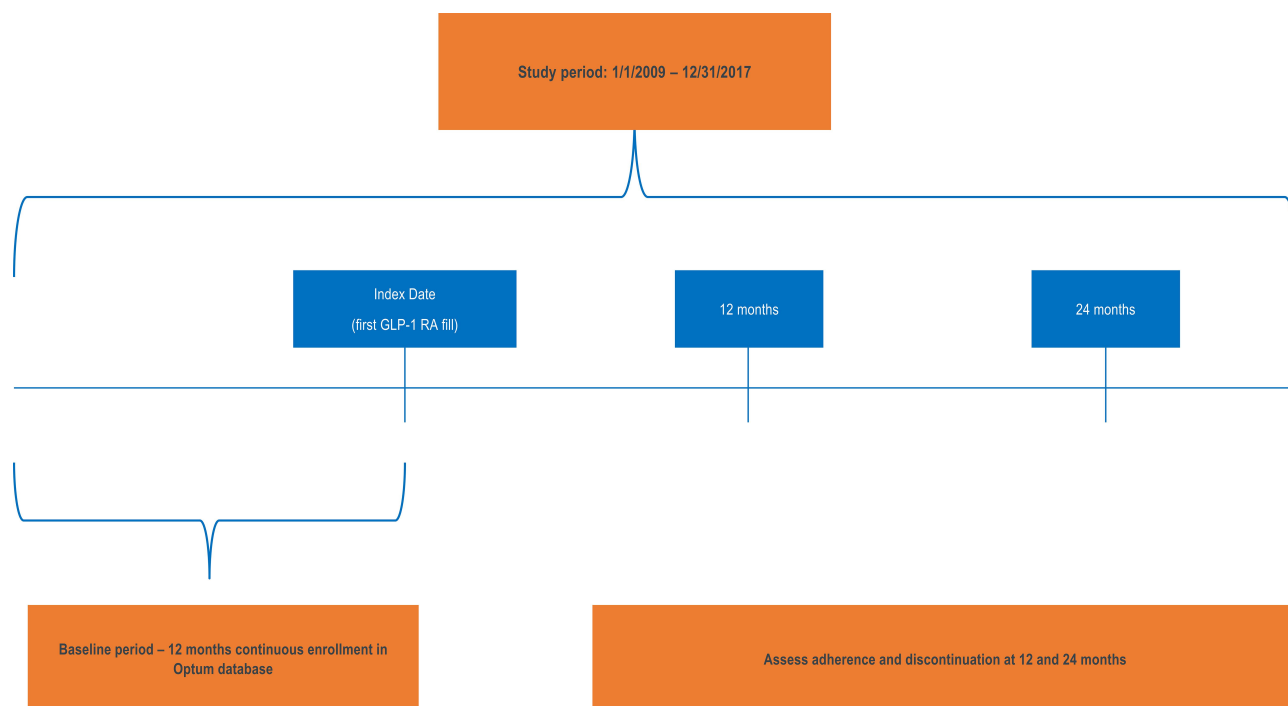 Study period: 1/1/2009 – 12/31/2017
Index Date
(first GLP-1 RA fill)
12 months
24 months
Baseline period – 12 months continuous enrollment in
Optum database
Assess adherence and discontinuation at 12 and 24 months